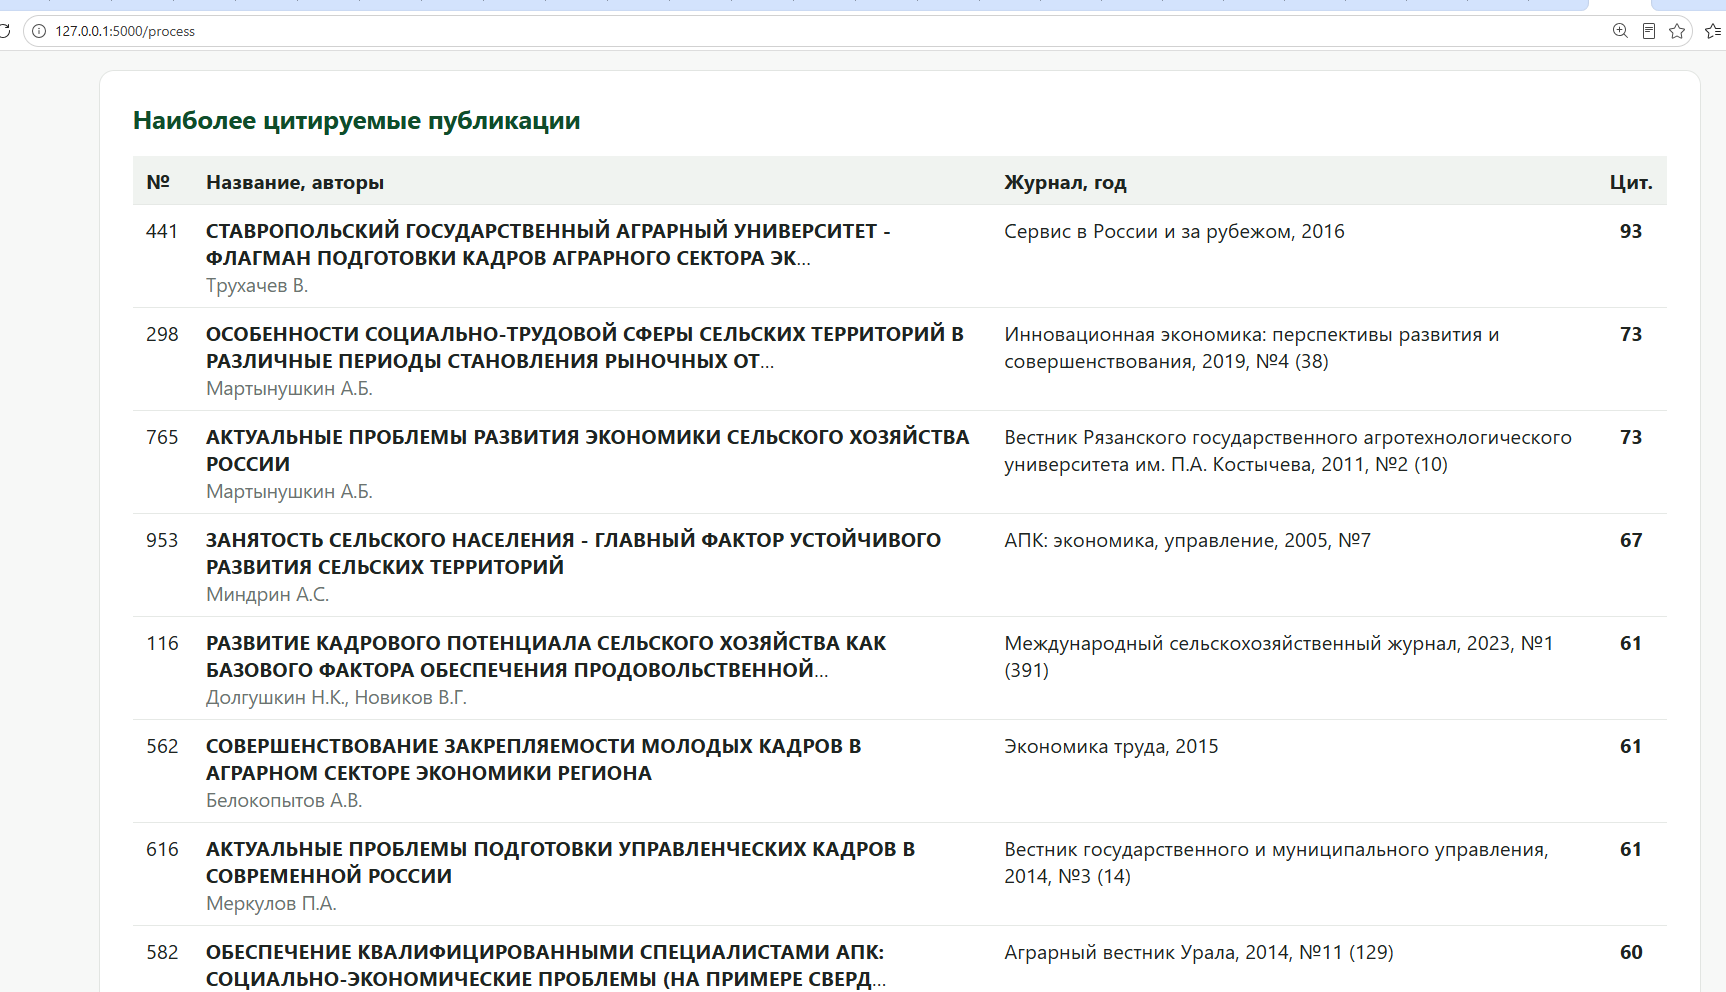 127.0.0.1:5000/process
Наиболее цитируемые публикации
№ Название, авторы Журнал, год Цит.
441 СТАВРОПОЛЬСКИЙ ГОСУДАРСТВЕННЫЙ АГРАРНЫЙ УНИВЕРСИТЕТ - Сервис в России и за рубежом, 2016 93
ФЛАГМАН ПОДГОТОВКИ КАДРОВ АГРАРНОГО СЕКТОРА ЭК...
Трухачев В.
298 ОСОБЕННОСТИ СОЦИАЛЬНО-ТРУДОВОЙ СФЕРЫ СЕЛЬСКИХ ТЕРРИТОРИЙ В Инновационная экономика: перспективы развития и 73
РАЗЛИЧНЫЕ ПЕРИОДЫ СТАНОВЛЕНИЯ РЫНОЧНЫХ ОТ... совершенствования, 2019, №4 (38)
Мартынушкин А.Б.
765 АКТУАЛЬНЫЕ ПРОБЛЕМЫ РАЗВИТИЯ ЭКОНОМИКИ СЕЛЬСКОГО ХОЗЯЙСТВА Вестник Рязанского государственного агротехнологического 73
РОССИИ университета им. П.А. Костычева, 2011, №2 (10)
Мартынушкин А.Б.
953 ЗАНЯТОСТЬ СЕЛЬСКОГО НАСЕЛЕНИЯ - ГЛАВНЫЙ ФАКТОР УСТОЙЧИВОГО АПК: экономика, управление, 2005, №7 67
РАЗВИТИЯ СЕЛЬСКИХ ТЕРРИТОРИЙ
Миндрин А.С.
116 РАЗВИТИЕ КАДРОВОГО ПОТЕНЦИАЛА СЕЛЬСКОГО ХОЗЯЙСТВА КАК Международный сельскохозяйственный журнал, 2023, №1 61
БАЗОВОГО ФАКТОРА ОБЕСПЕЧЕНИЯ ПРОДОВОЛЬСТВЕННОЙ... (391)
Долгушкин Н.К., Новиков В.Г.
562 СОВЕРШЕНСТВОВАНИЕ ЗАКРЕПЛЯЕМОСТИ МОЛОДЫХ КАДРОВ В Экономика труда, 2015 61
АГРАРНОМ СЕКТОРЕ ЭКОНОМИКИ РЕГИОНА
Белокопытов А.В.
616 АКТУАЛЬНЫЕ ПРОБЛЕМЫ ПОДГОТОВКИ УПРАВЛЕНЧЕСКИХ КАДРОВ В Вестник государственного и муниципального управления, 61
СОВРЕМЕННОЙ РОССИИ 2014, №3 (14)
Меркулов П.А.
582 ОБЕСПЕЧЕНИЕ КВАЛИФИЦИРОВАННЫМИ СПЕЦИАЛИСТАМИ АПК: Аграрный вестник Урала, 2014, №11 (129) 60
СОЦИАЛЬНО-ЭКОНОМИЧЕСКИЕ ПРОБЛЕМЫ (НА ПРИМЕРЕ СВЕРД...